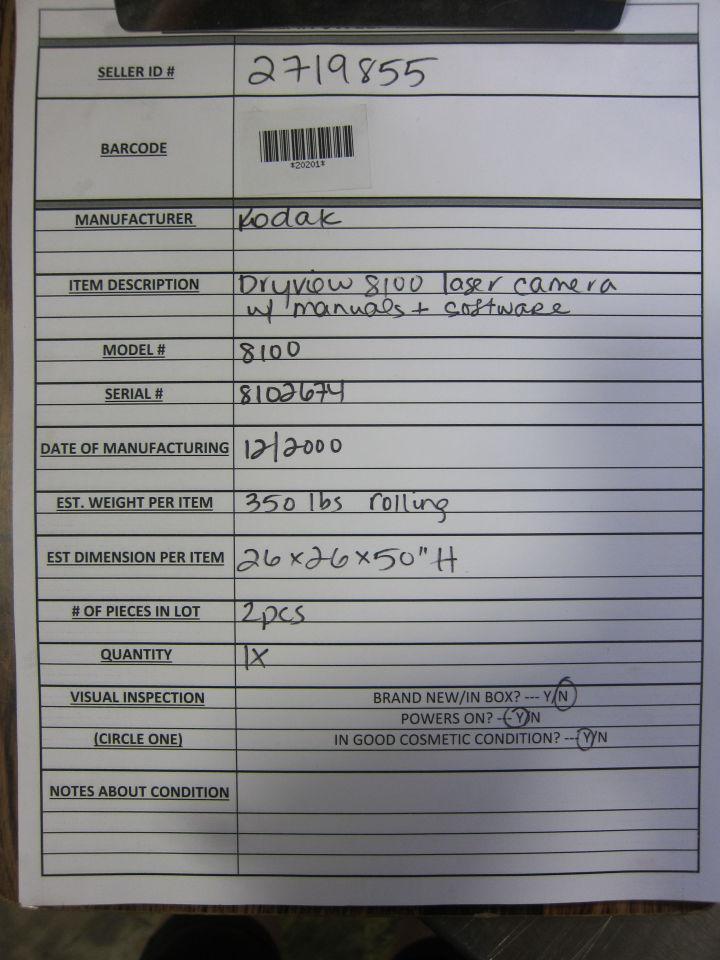 SELLER ID # 2719855
BARCODE
*20201*
MANUFACTURER Kodak
ITEM DESCRIPTION Dryview 8100 laser camera
w/ manuals + software
MODEL # 8100
SERIAL # 8102674
DATE OF MANUFACTURING 12/2000
EST. WEIGHT PER ITEM 350 lbs rolling
EST DIMENSION PER ITEM 26x26x50" H
# OF PIECES IN LOT 2pcs
QUANTITY 1X
VISUAL INSPECTION BRAND NEW/IN BOX? --- Y/N
POWERS ON? --- Y/N
(CIRCLE ONE) IN GOOD COSMETIC CONDITION? --- Y/N
NOTES ABOUT CONDITION